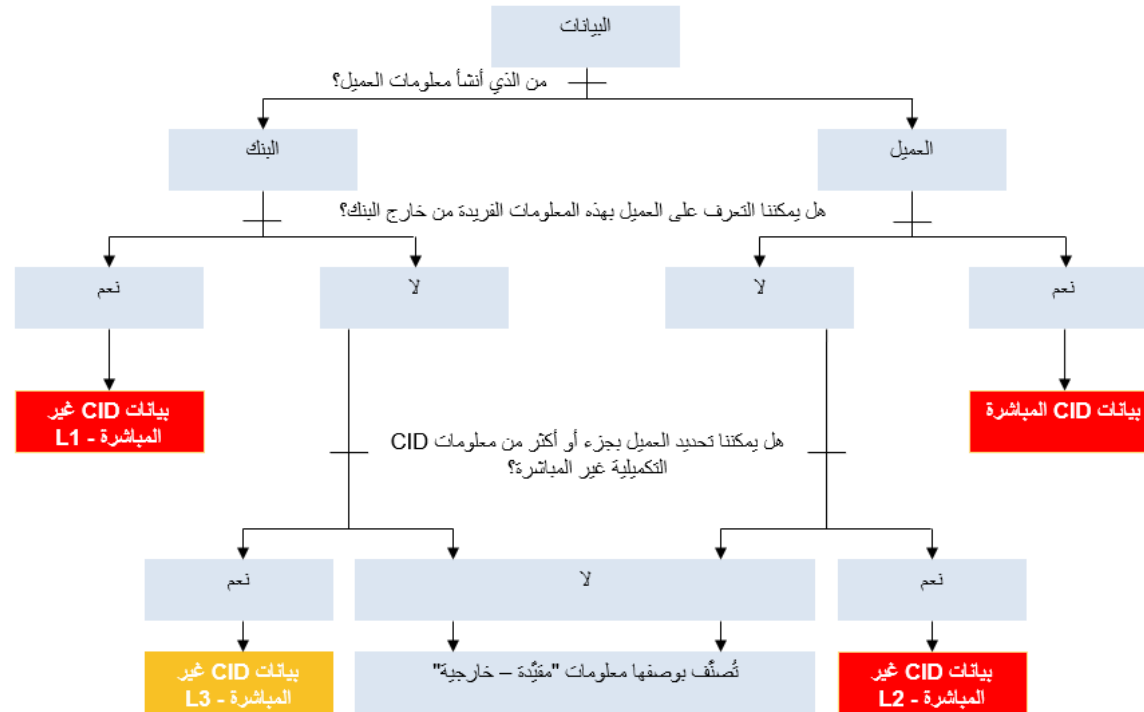 البيانات
من الذي أنشأ معلومات العميل؟
العميل
البنك
هل يمكننا التعرف على العميل بهذه المعلومات الفريدة من خارج البنك؟
نعم
لا
لا
نعم
بيانات CID المباشرة
بيانات CID غير
المباشرة - L1
هل يمكننا تحديد العميل بجزء أو أكثر من معلومات CID
التكميلية غير المباشرة؟
نعم
لا
نعم
بيانات CID غير
المباشرة - L2
تُصنَّف بوصفها معلومات "مقيَّدة – خارجية"
بيانات CID غير
المباشرة - L3